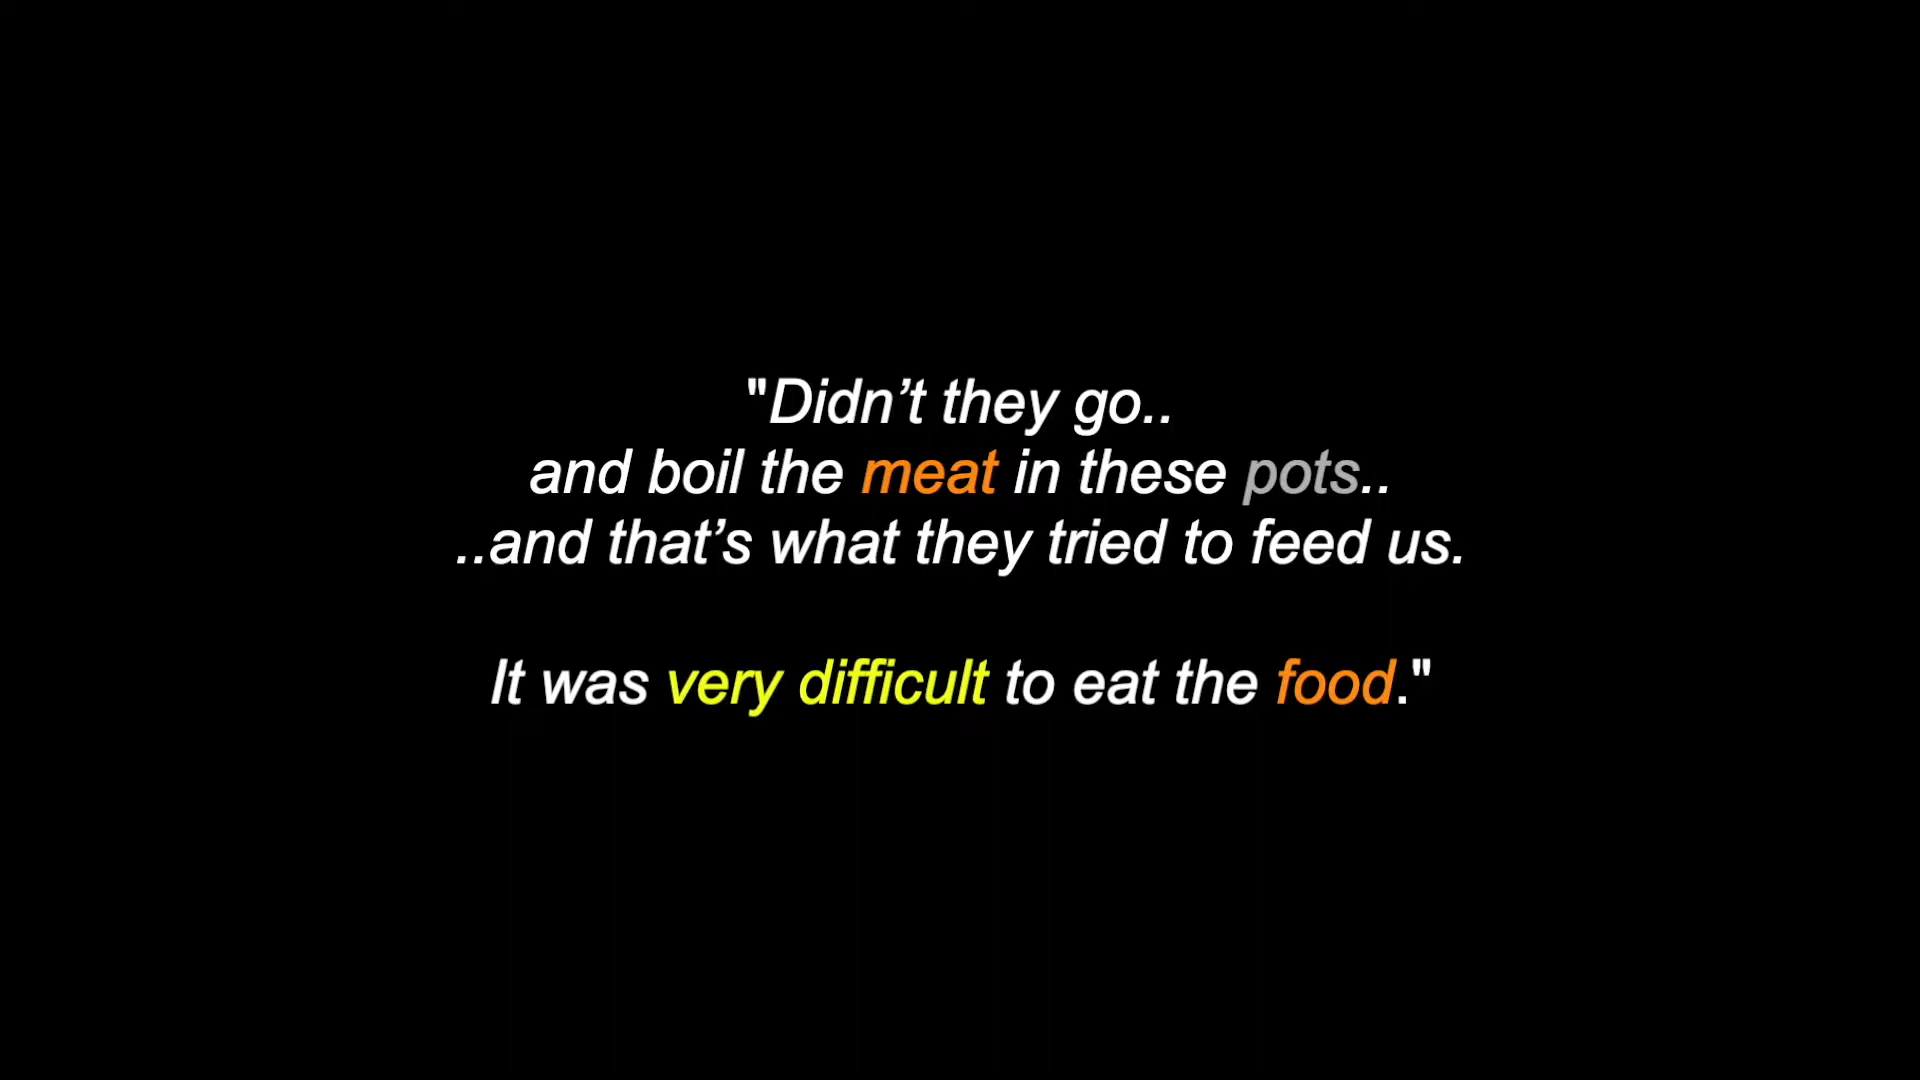 "Didn’t they go..
and boil the meat in these pots..
..and that’s what they tried to feed us.
It was very difficult to eat the food."